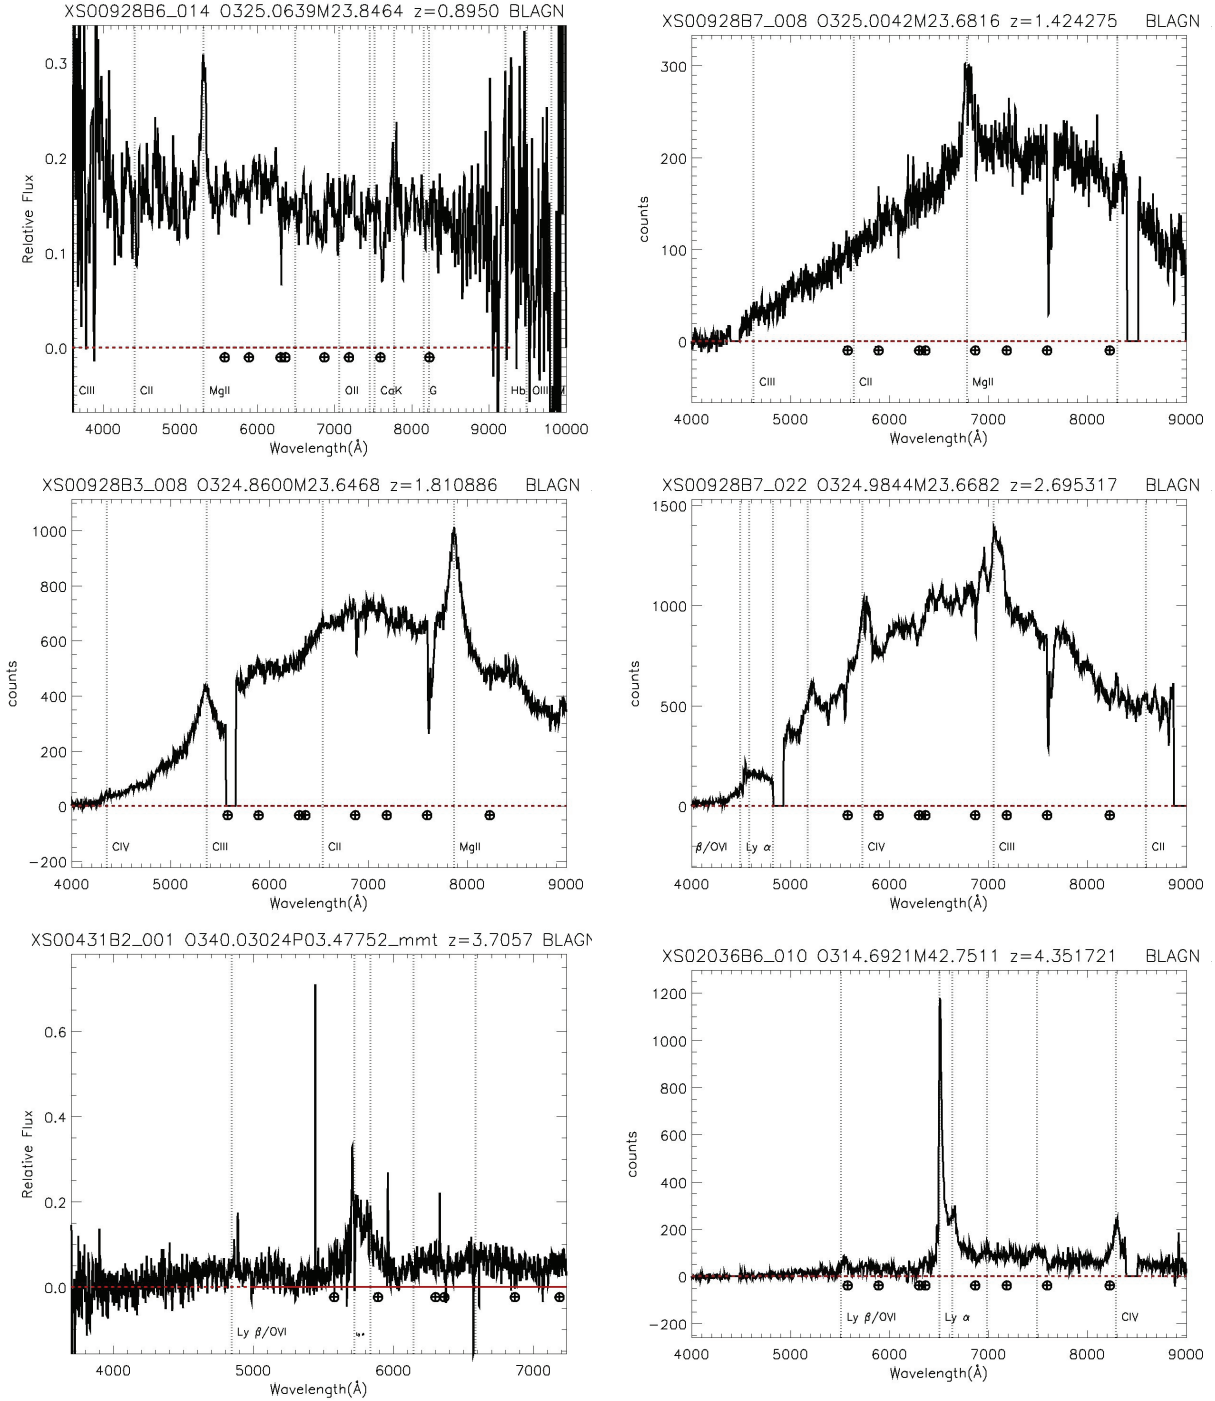 XS00928B6_014 O325.0639M23.8464 z=0.8950 BLAGN
0.3
0.2
0.1
0.0
Relative Flux
CIII CII MgII OII CaK G Hb OIII
4000 5000 6000 7000 8000 9000 10000
Wavelength(Å)
XS00928B7_008 O325.0042M23.6816 z=1.424275 BLAGN
300
200
100
0
counts
CIII CII MgII
4000 5000 6000 7000 8000 9000
Wavelength(Å)
XS00928B3_008 O324.8600M23.6468 z=1.810886 BLAGN
1000
800
600
400
200
0
−200
counts
CIV CIII CII MgII
4000 5000 6000 7000 8000 9000
Wavelength(Å)
XS00928B7_022 O324.9844M23.6682 z=2.695317 BLAGN
1500
1000
500
0
counts
β/OVI Ly α CIV CIII CII
4000 5000 6000 7000 8000 9000
Wavelength(Å)
XS00431B2_001 O340.03024P03.47752_mmt z=3.7057 BLAGN
0.6
0.4
0.2
0.0
Relative Flux
Ly β/OVI
4000 5000 6000 7000
Wavelength(Å)
XS02036B6_010 O314.6921M42.7511 z=4.351721 BLAGN
1200
1000
800
600
400
200
0
−200
counts
Ly β/OVI Ly α CIV
4000 5000 6000 7000 8000 9000
Wavelength(Å)